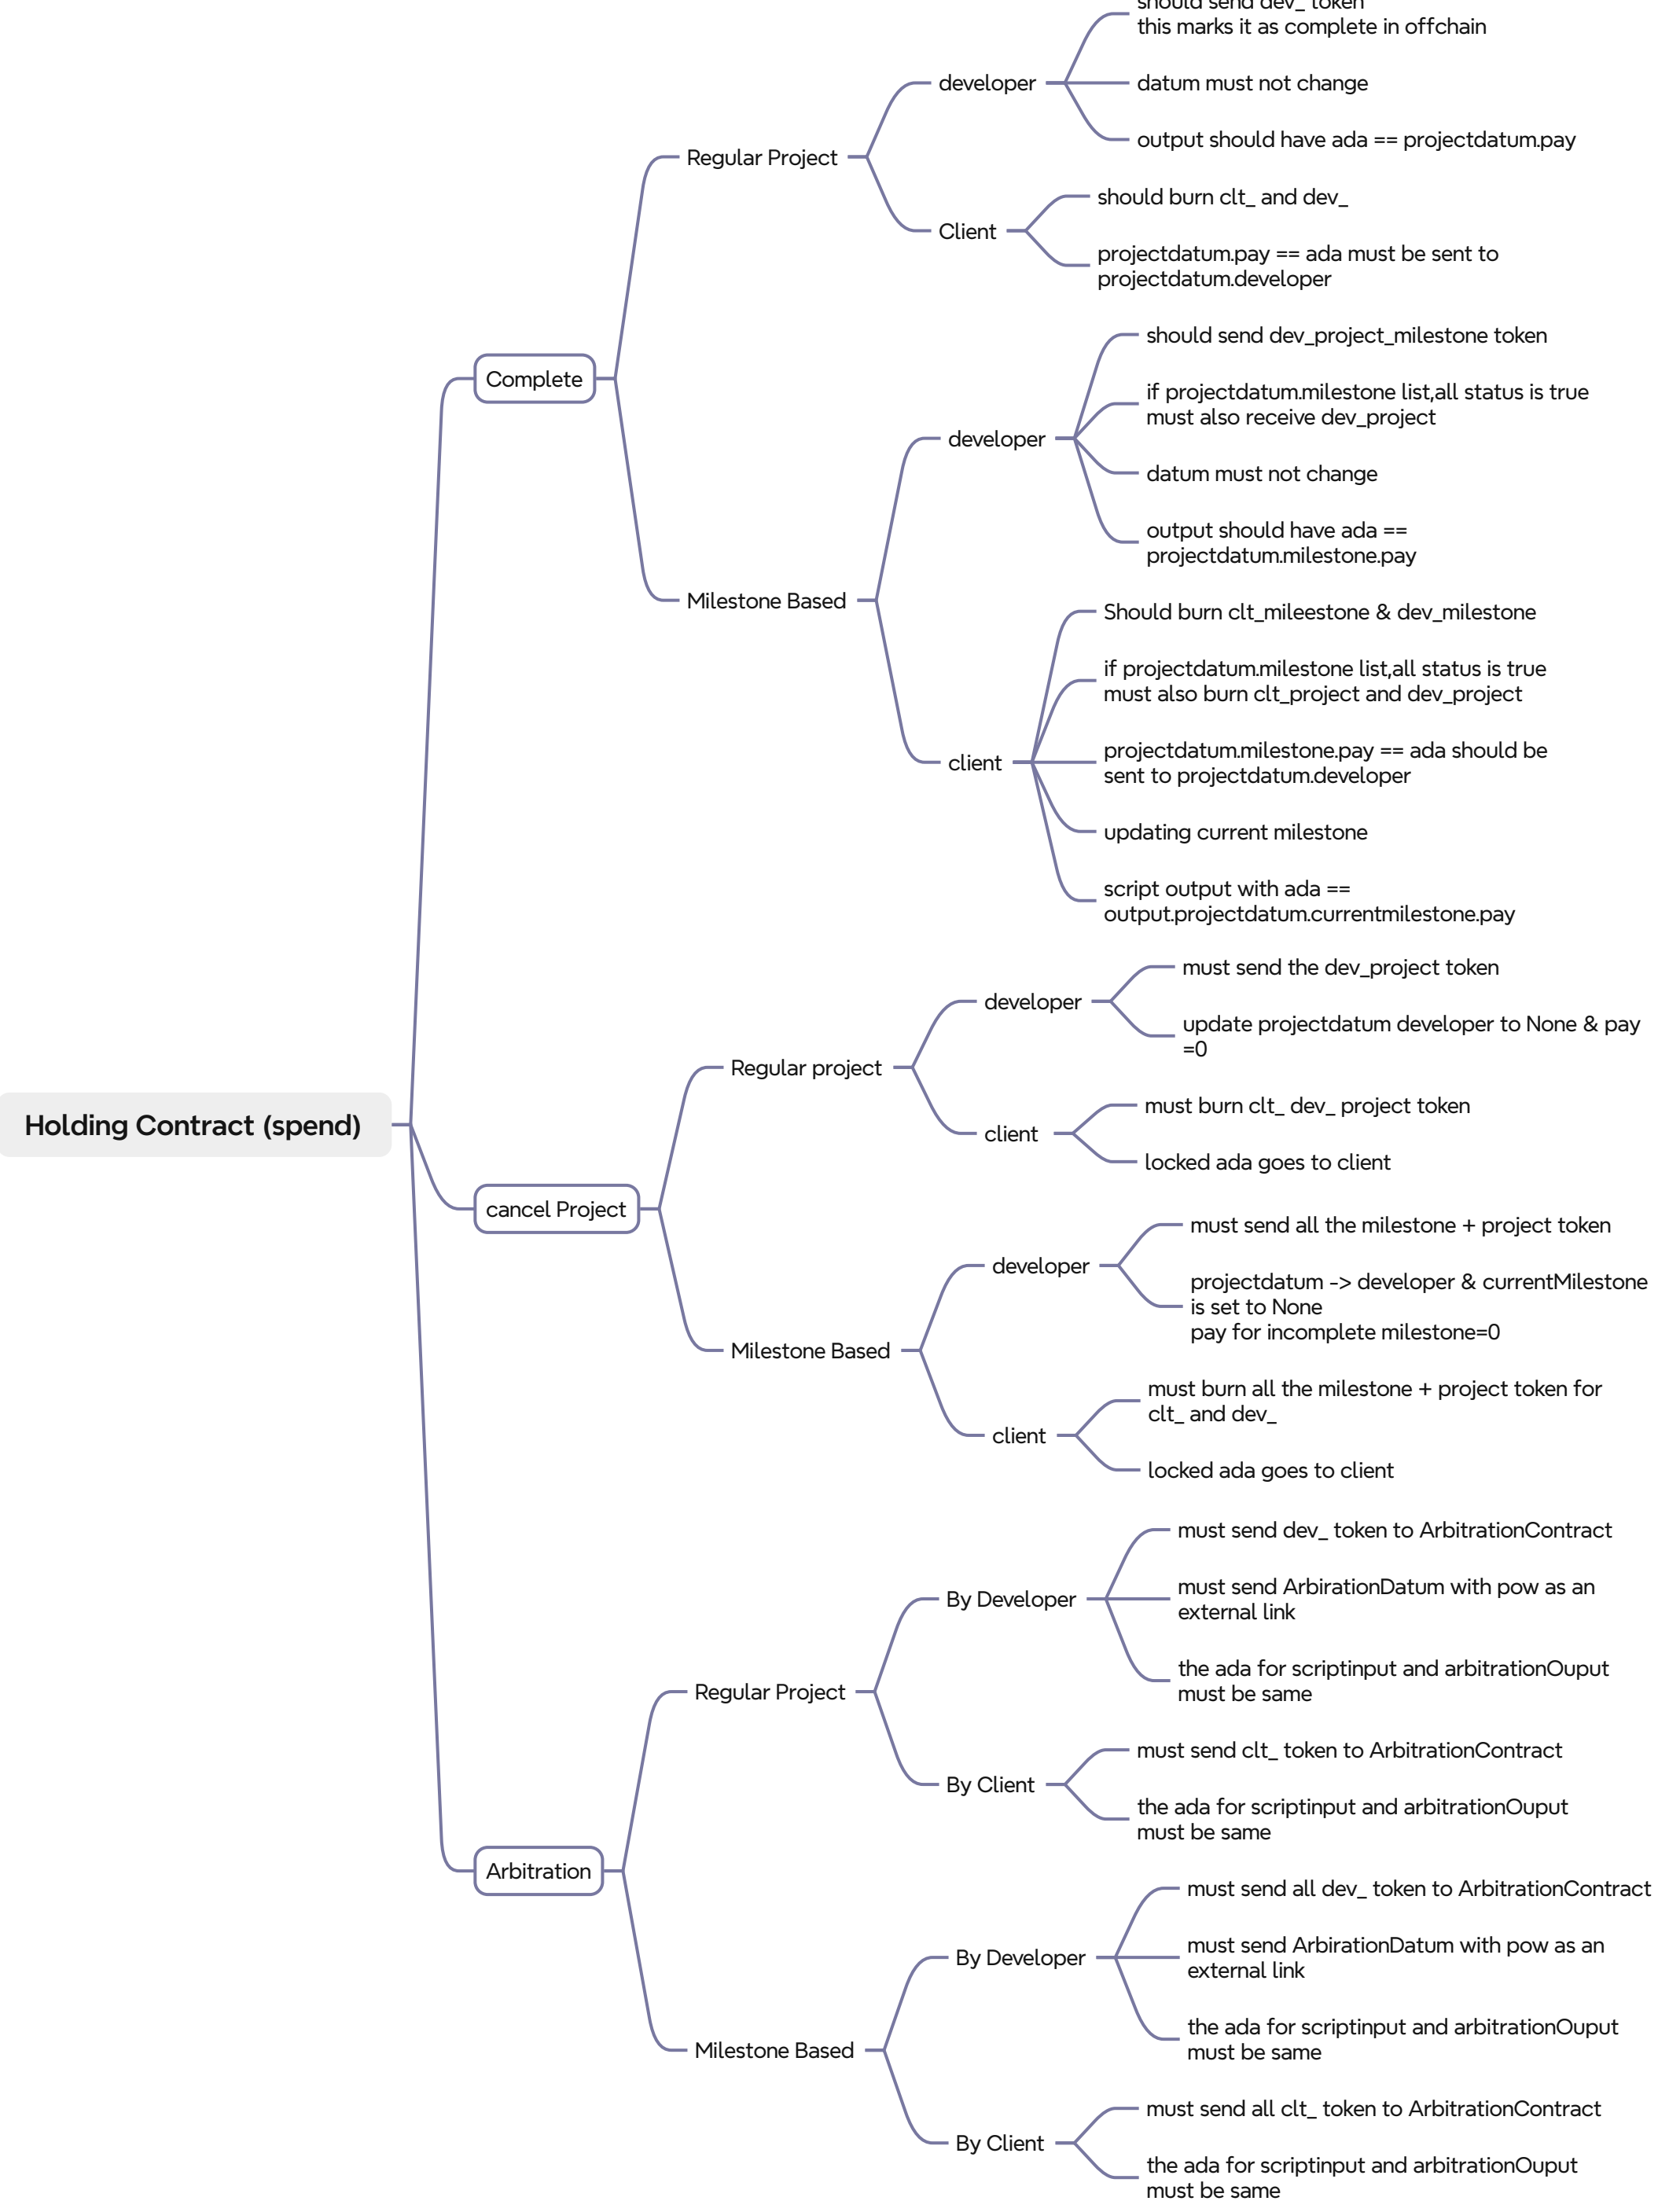 should send dev_ token
this marks it as complete in offchain
developer
datum must not change
output should have ada == projectdatum.pay
Regular Project
should burn clt_ and dev_
Client
projectdatum.pay == ada must be sent to
projectdatum.developer
should send dev_project_milestone token
Complete
if projectdatum.milestone list,all status is true
must also receive dev_project
developer
datum must not change
output should have ada ==
projectdatum.milestone.pay
Milestone Based
Should burn clt_mileestone & dev_milestone
if projectdatum.milestone list,all status is true
must also burn clt_project and dev_project
client
projectdatum.milestone.pay == ada should be
sent to projectdatum.developer
updating current milestone
script output with ada ==
output.projectdatum.currentmilestone.pay
must send the dev_project token
developer
update projectdatum developer to None & pay
=0
Regular project
must burn clt_ dev_ project token
Holding Contract (spend)
client
locked ada goes to client
cancel Project
must send all the milestone + project token
developer
projectdatum -> developer & currentMilestone
is set to None
pay for incomplete milestone=0
Milestone Based
must burn all the milestone + project token for
clt_ and dev_
client
locked ada goes to client
must send dev_ token to ArbitrationContract
By Developer
must send ArbirationDatum with pow as an
external link
the ada for scriptinput and arbitrationOuput
must be same
Regular Project
must send clt_ token to ArbitrationContract
By Client
the ada for scriptinput and arbitrationOuput
must be same
Arbitration
must send all dev_ token to ArbitrationContract
By Developer
must send ArbirationDatum with pow as an
external link
the ada for scriptinput and arbitrationOuput
must be same
Milestone Based
must send all clt_ token to ArbitrationContract
By Client
the ada for scriptinput and arbitrationOuput
must be same